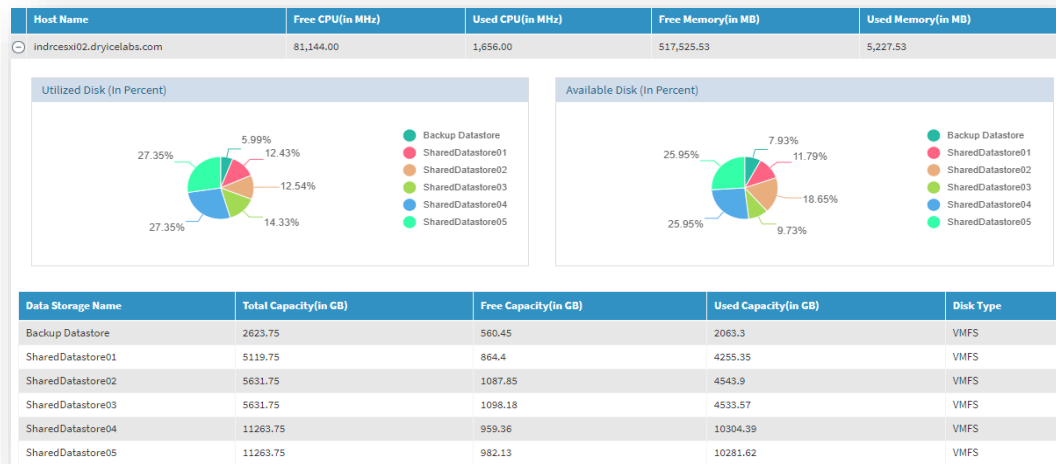 Host Name Free CPU(in MHz) Used CPU(in MHz) Free Memory(in MB) Used Memory(in MB)
indrcesxi02.dryicelabs.com 81,144.00 1,656.00 517,525.53 5,227.53
Utilized Disk (In Percent)
5.99%
12.43%
12.54%
14.33%
27.35%
27.35%
Backup Datastore
SharedDatastore01
SharedDatastore02
SharedDatastore03
SharedDatastore04
SharedDatastore05
Available Disk (In Percent)
7.93%
11.79%
18.65%
9.73%
25.95%
25.95%
Backup Datastore
SharedDatastore01
SharedDatastore02
SharedDatastore03
SharedDatastore04
SharedDatastore05
Data Storage Name Total Capacity(in GB) Free Capacity(in GB) Used Capacity(in GB) Disk Type
Backup Datastore 2623.75 560.45 2063.3 VMFS
SharedDatastore01 5119.75 864.4 4255.35 VMFS
SharedDatastore02 5631.75 1087.85 4543.9 VMFS
SharedDatastore03 5631.75 1098.18 4533.57 VMFS
SharedDatastore04 11263.75 959.36 10304.39 VMFS
SharedDatastore05 11263.75 982.13 10281.62 VMFS